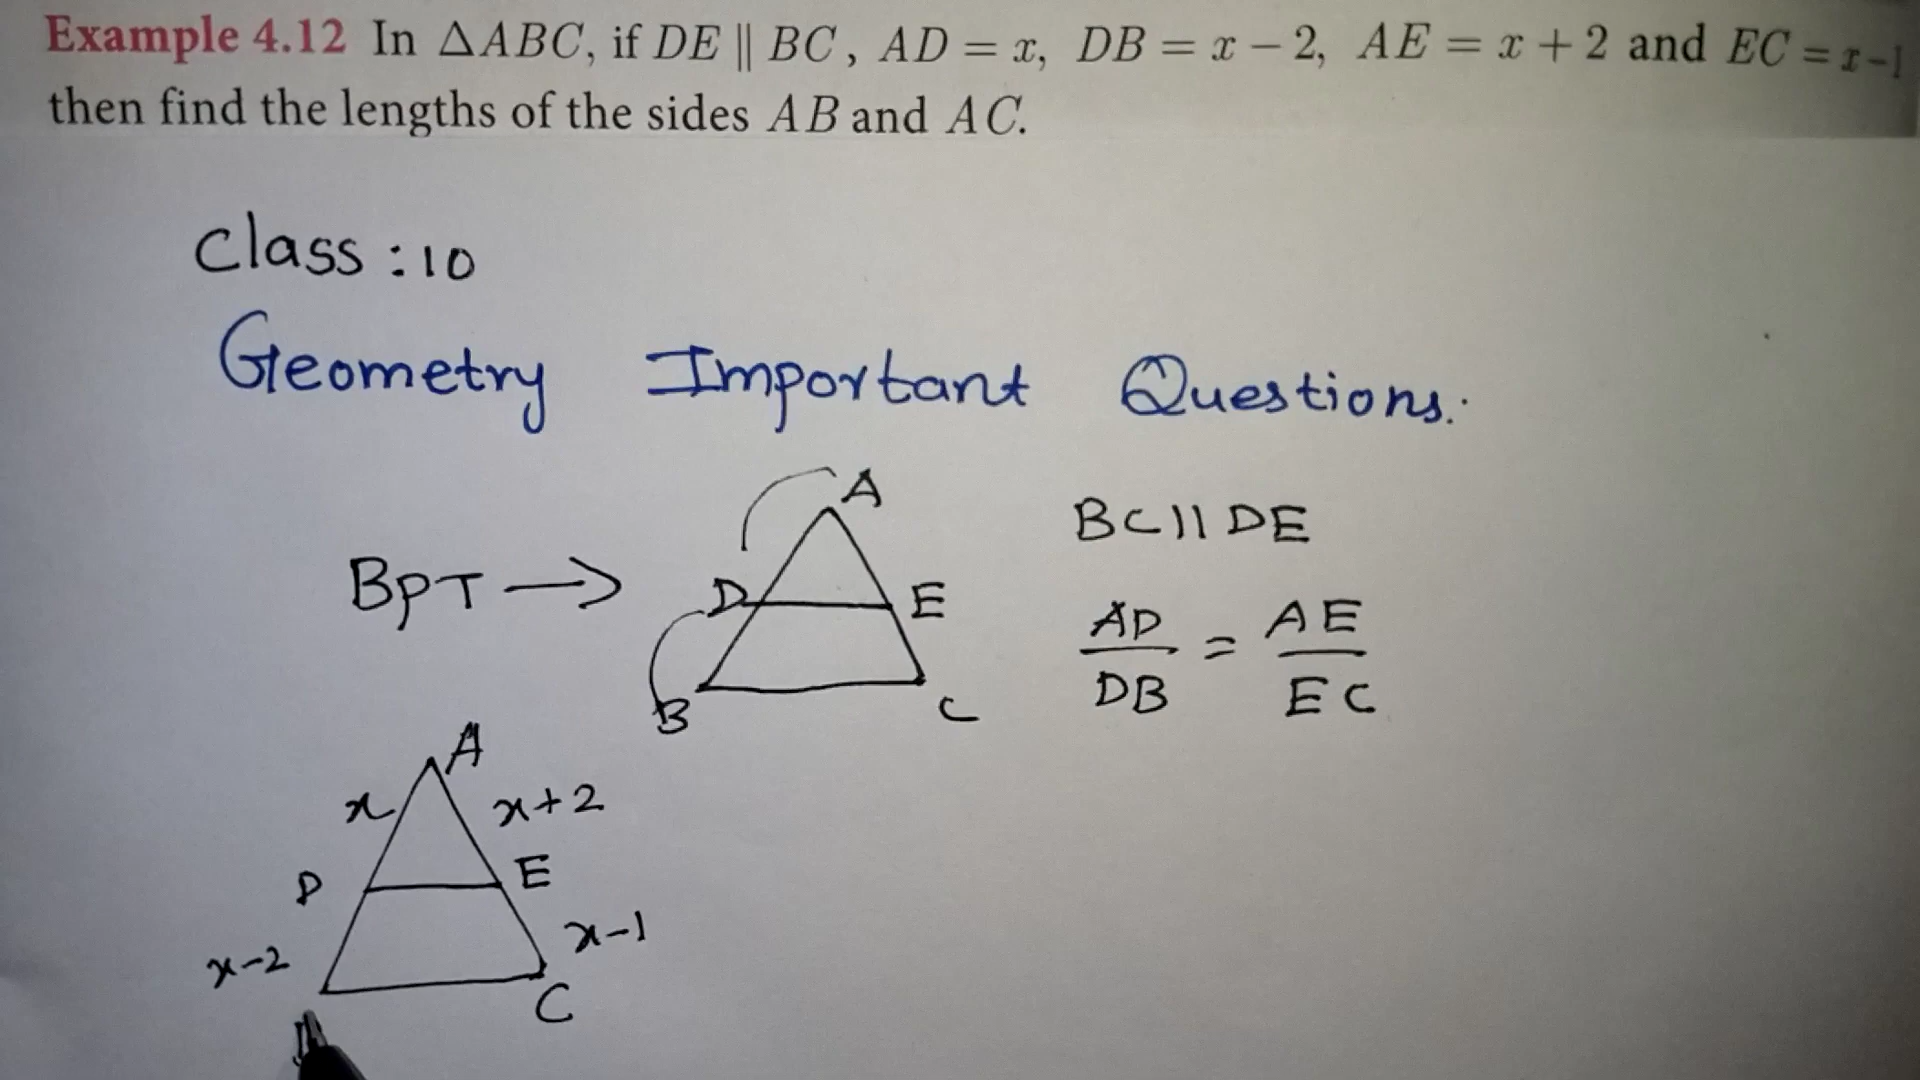 Example 4.12 In ΔABC, if DE ∥ BC, AD = x, DB = x − 2, AE = x + 2 and EC = x − 1
then find the lengths of the sides AB and AC.
Class : 10
Geometry Important Questions.
A
BC || DE
BPT →
D E
AD/DB = AE/EC
B C
A
x x+2
D E
x-2 x-1
C